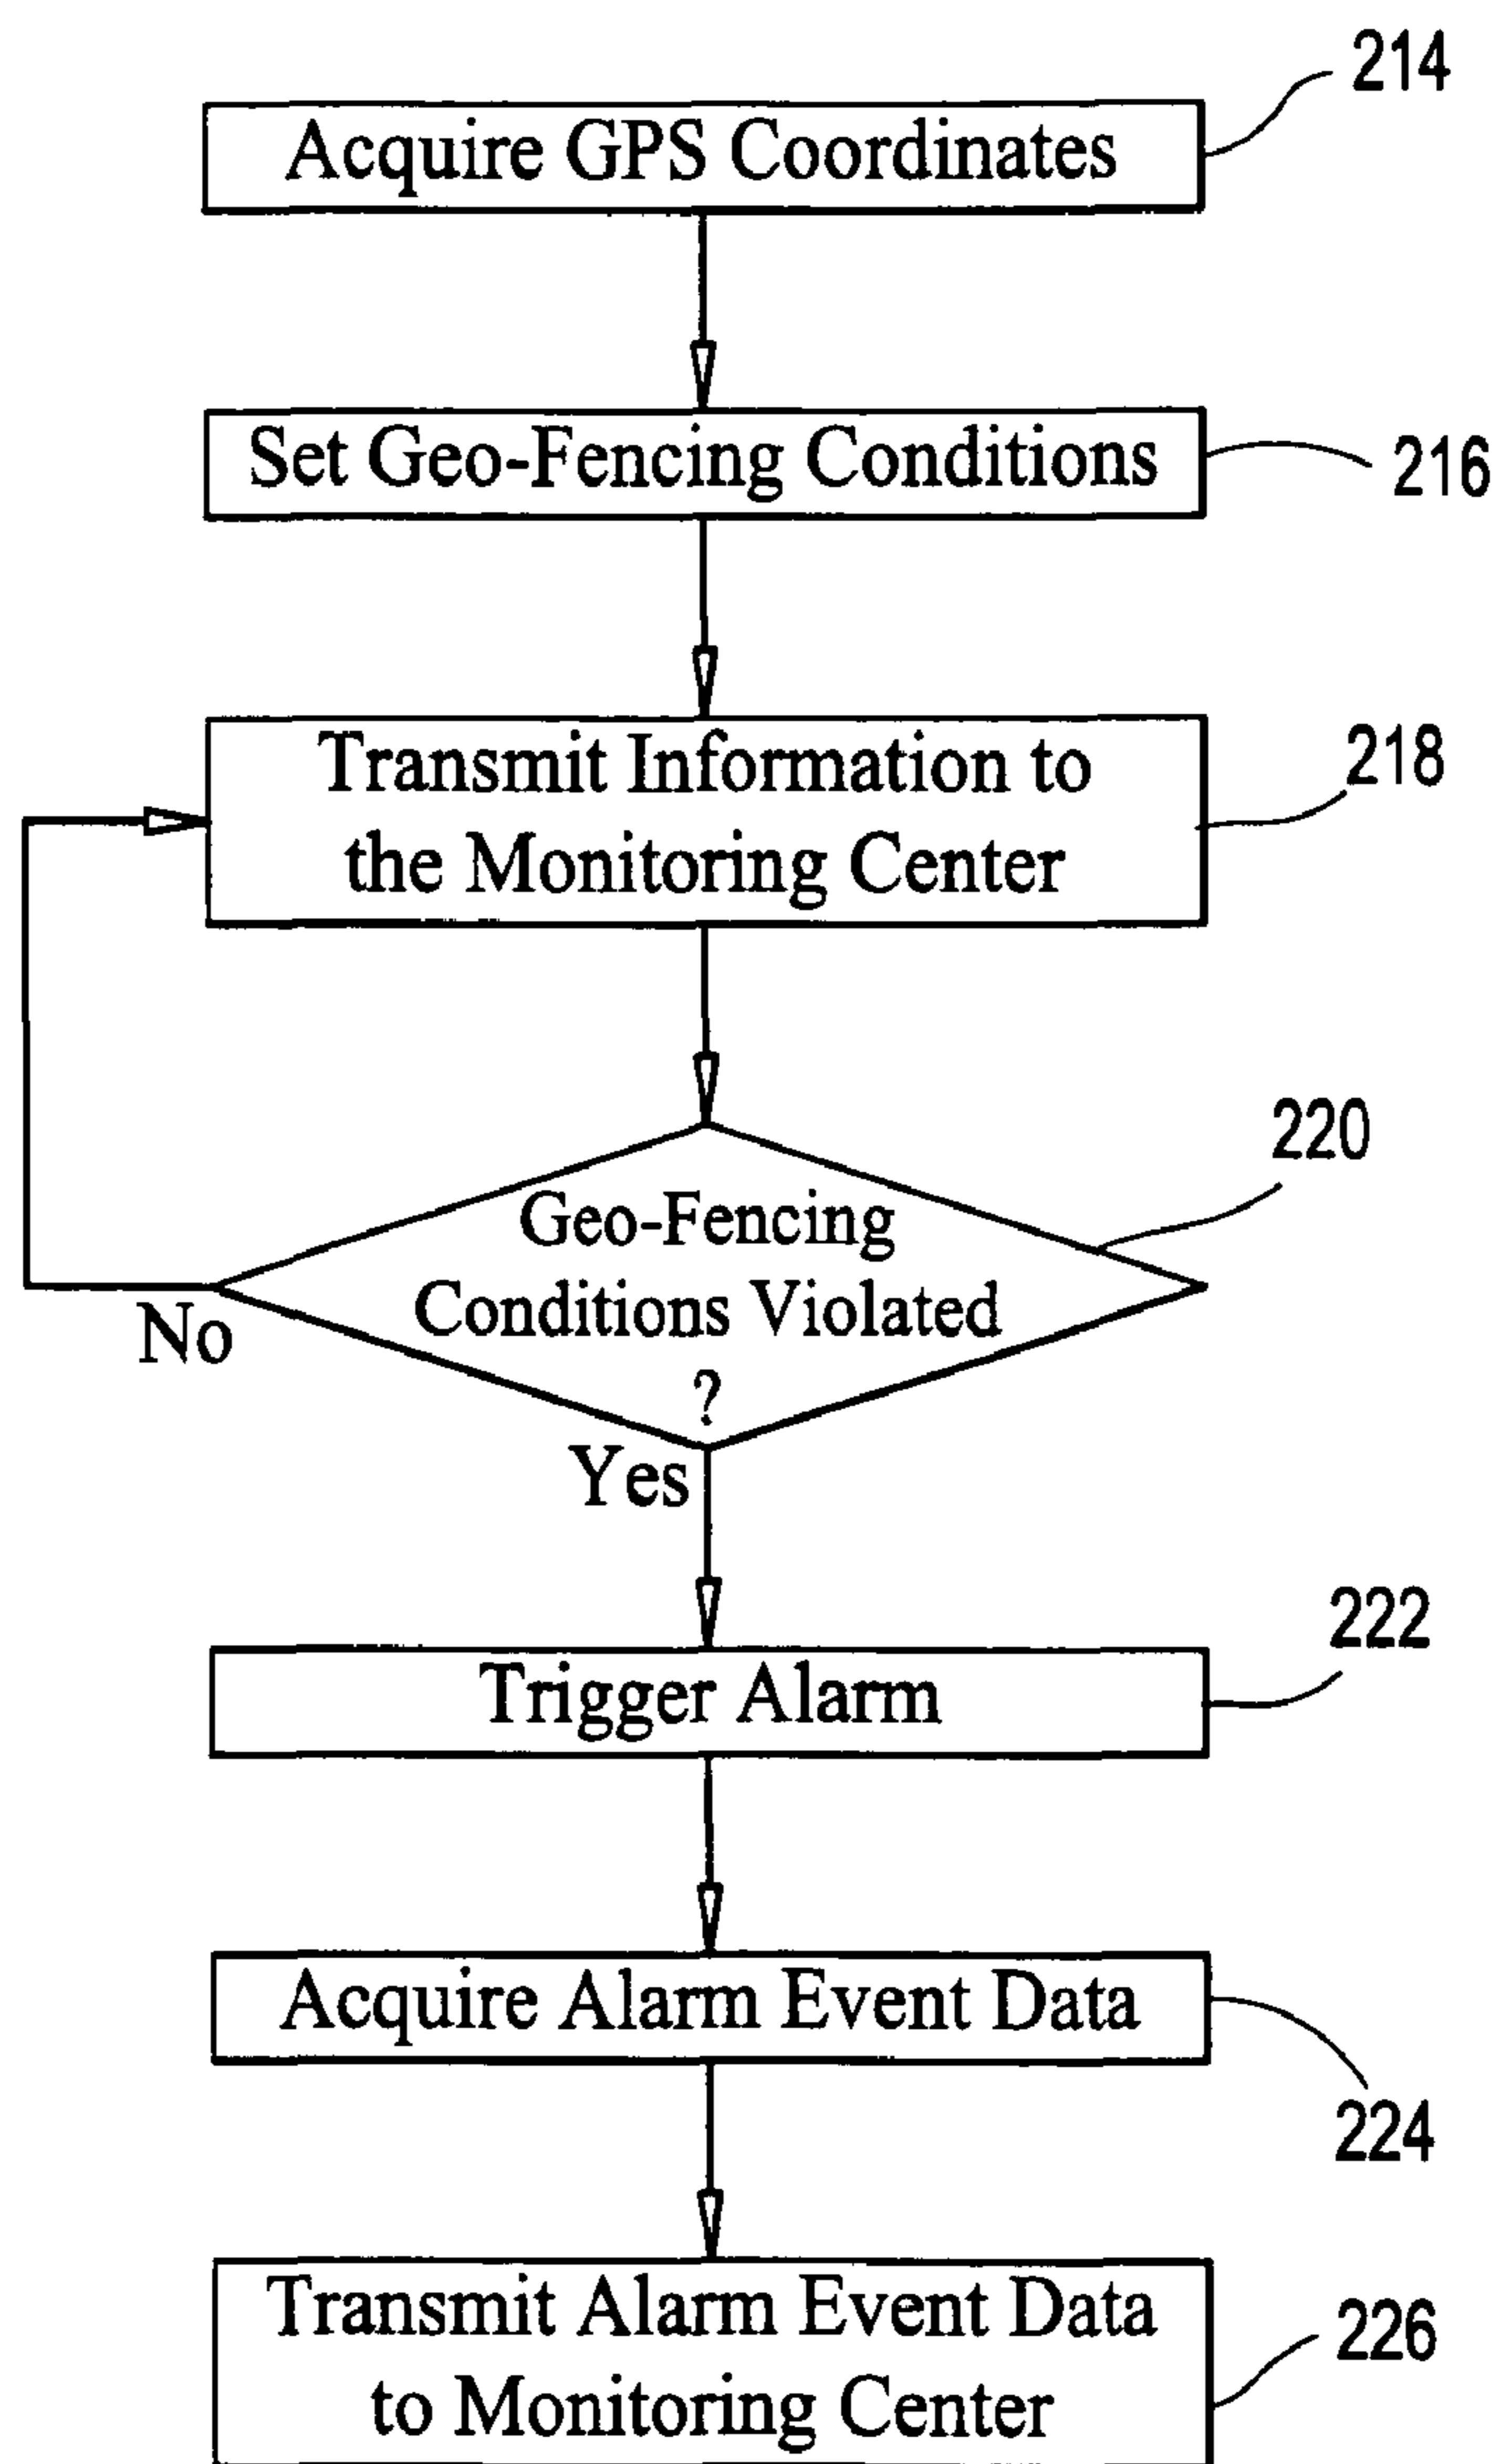 214
Acquire GPS Coordinates
Set Geo-Fencing Conditions
216
Transmit Information to
the Monitoring Center
218
220
Geo-Fencing
Conditions Violated
?
No
Yes
222
Trigger Alarm
Acquire Alarm Event Data
224
Transmit Alarm Event Data
to Monitoring Center
226